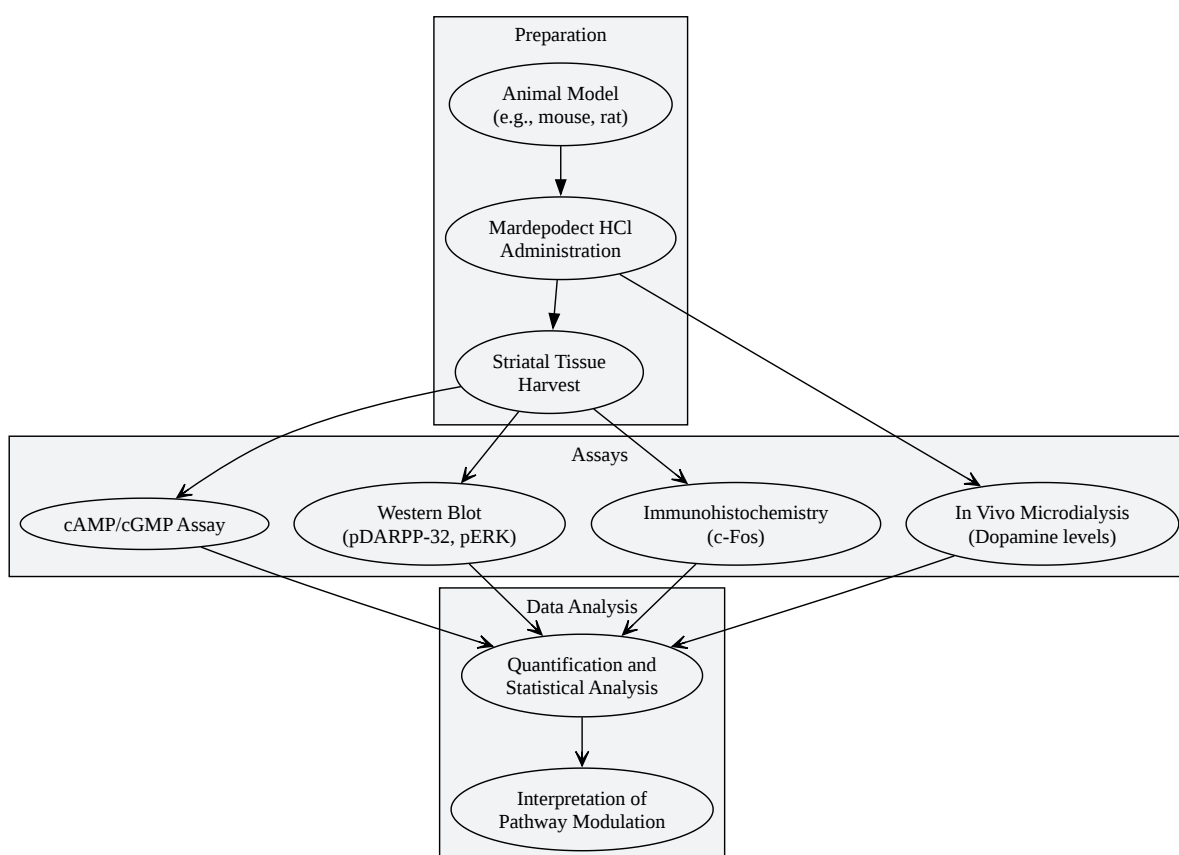 Preparation
Animal Model
(e.g., mouse, rat)
Mardepodect HCl
Administration
Striatal Tissue
Harvest
Assays
cAMP/cGMP Assay
Western Blot
(pDARPP-32, pERK)
Immunohistochemistry
(c-Fos)
In Vivo Microdialysis
(Dopamine levels)
Data Analysis
Quantification and
Statistical Analysis
Interpretation of
Pathway Modulation